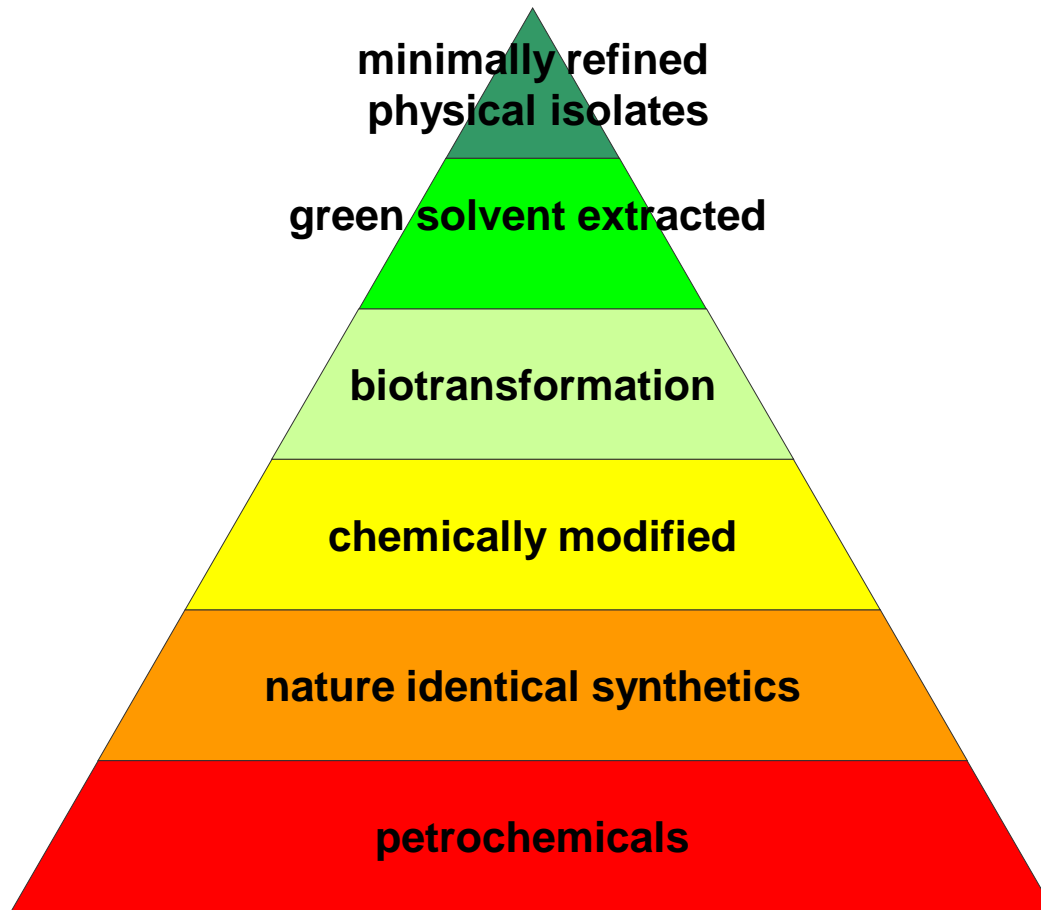 minimally refined
physical isolates
green solvent extracted
biotransformation
chemically modified
nature identical synthetics
petrochemicals